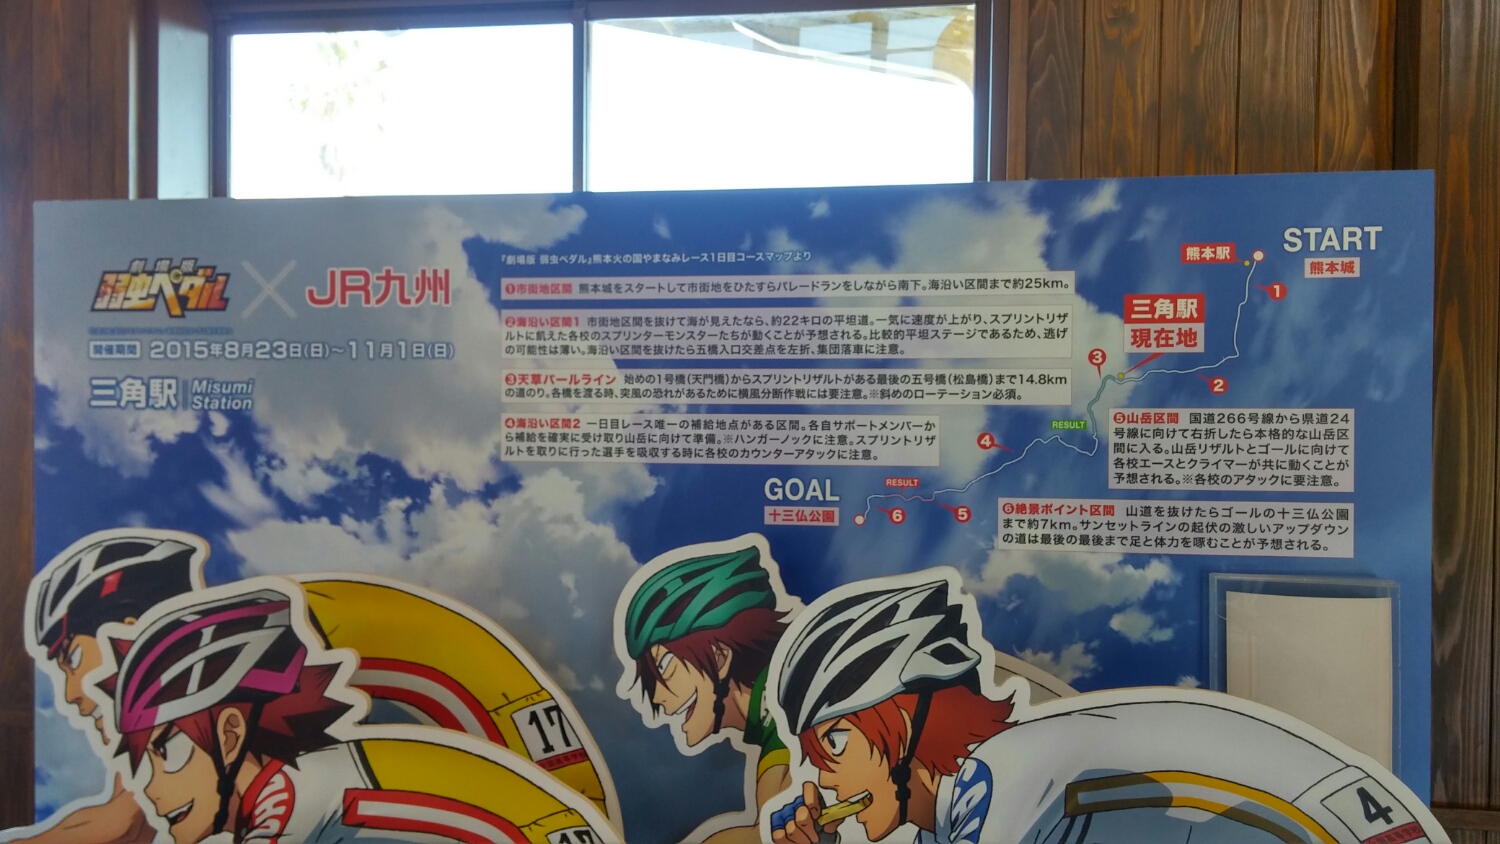 劇場版
弱虫ペダル × JR九州
開催期間 2015年8月23日(日)〜11月1日(日)
三角駅 Misumi Station
『劇場版 弱虫ペダル』熊本火の国やまなみレース1日目コースマップより
❶市街地区間 熊本城をスタートして市街地をひたすらパレードランをしながら南下。海沿い区間まで約25km。
❷海沿い区間1 市街地区間を抜けて海が見えたなら、約22キロの平坦道。一気に速度が上がり、スプリントリザ
ルトに飢えた各校のスプリンターモンスターたちが動くことが予想される。比較的平坦ステージであるため、逃げ
の可能性は薄い。海沿い区間を抜けたら五橋入口交差点を左折、集団落車に注意。
❸天草パールライン 始めの1号橋(天門橋)からスプリントリザルトがある最後の五号橋(松島橋)まで14.8km
の道のり。各橋を渡る時、突風の恐れがあるために横風分断作戦には要注意。※斜めのローテーション必須。
❹海沿い区間2 一日目レース唯一の補給地点がある区間。各自サポートメンバーか
ら補給を確実に受け取り山岳に向けて準備。※ハンガーノックに注意。スプリントリザ
ルトを取りに行った選手を吸収する時に各校のカウンターアタックに注意。
START
熊本城
熊本駅
1
三角駅
現在地
3
2
RESULT
4
❺山岳区間 国道266号線から県道24
号線に向けて右折したら本格的な山岳区
間に入る。山岳リザルトとゴールに向けて
各校エースとクライマーが共に動くことが
予想される。※各校のアタックに要注意。
GOAL
十三仏公園
RESULT
6
5
❻絶景ポイント区間 山道を抜けたらゴールの十三仏公園
まで約7km。サンセットラインの起伏の激しいアップダウン
の道は最後の最後まで足と体力を啄むことが予想される。
17
17
4